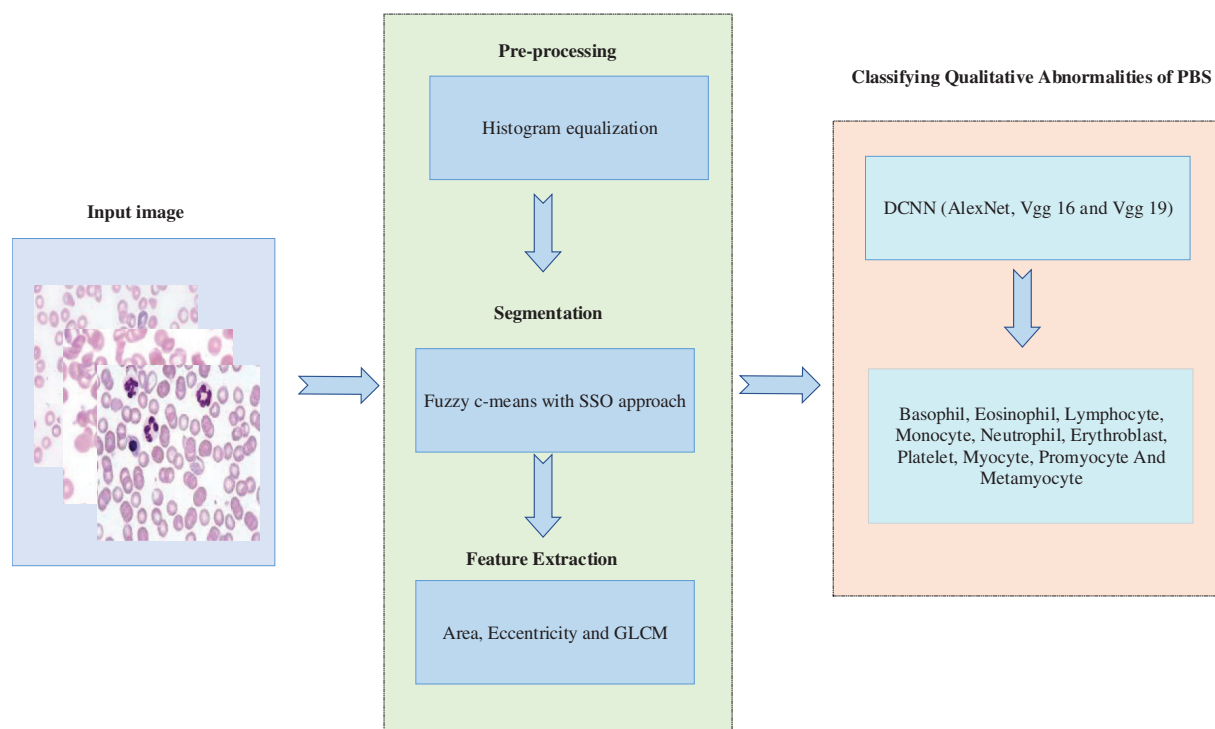 Input image
Pre-processing
Histogram equalization
Segmentation
Fuzzy c-means with SSO approach
Feature Extraction
Area, Eccentricity and GLCM
Classifying Qualitative Abnormalities of PBS
DCNN (AlexNet, Vgg 16 and Vgg 19)
Basophil, Eosinophil, Lymphocyte,
Monocyte, Neutrophil, Erythroblast,
Platelet, Myocyte, Promyocyte And
Metamyocyte